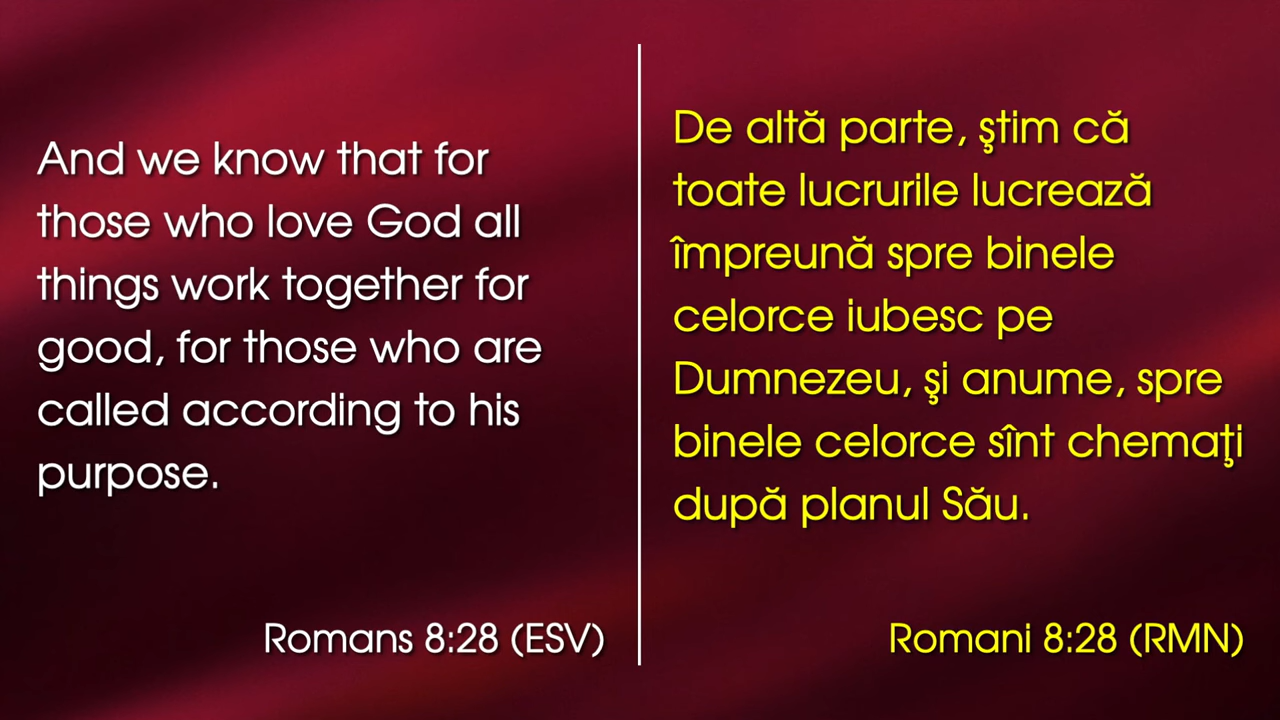 And we know that for
those who love God all
things work together for
good, for those who are
called according to his
purpose.
Romans 8:28 (ESV)
De altă parte, ştim că
toate lucrurile lucrează
împreună spre binele
celorce iubesc pe
Dumnezeu, şi anume, spre
binele celorce sînt chemaţi
după planul Său.
Romani 8:28 (RMN)